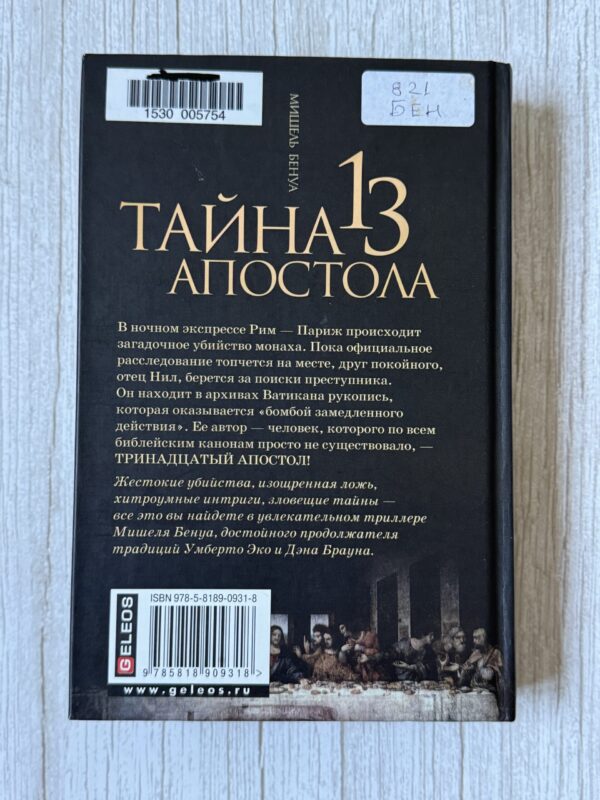 1530 005754
821
БЕН
МИШЕЛЬ БЕНУА
ТАЙНА 13
АПОСТОЛА
В ночном экспрессе Рим — Париж происходит
загадочное убийство монаха. Пока официальное
расследование топчется на месте, друг покойного,
отец Нил, берется за поиски преступника.
Он находит в архивах Ватикана рукопись,
которая оказывается «бомбой замедленного
действия». Ее автор — человек, которого по всем
библейским канонам просто не существовало, —
ТРИНАДЦАТЫЙ АПОСТОЛ!
Жестокие убийства, изощренная ложь,
хитроумные интриги, зловещие тайны —
все это вы найдете в увлекательном триллере
Мишеля Бенуа, достойного продолжателя
традиций Умберто Эко и Дэна Брауна.
ISBN 978-5-8189-0931-8
GELEOS
9 785818 909318 >
www.geleos.ru